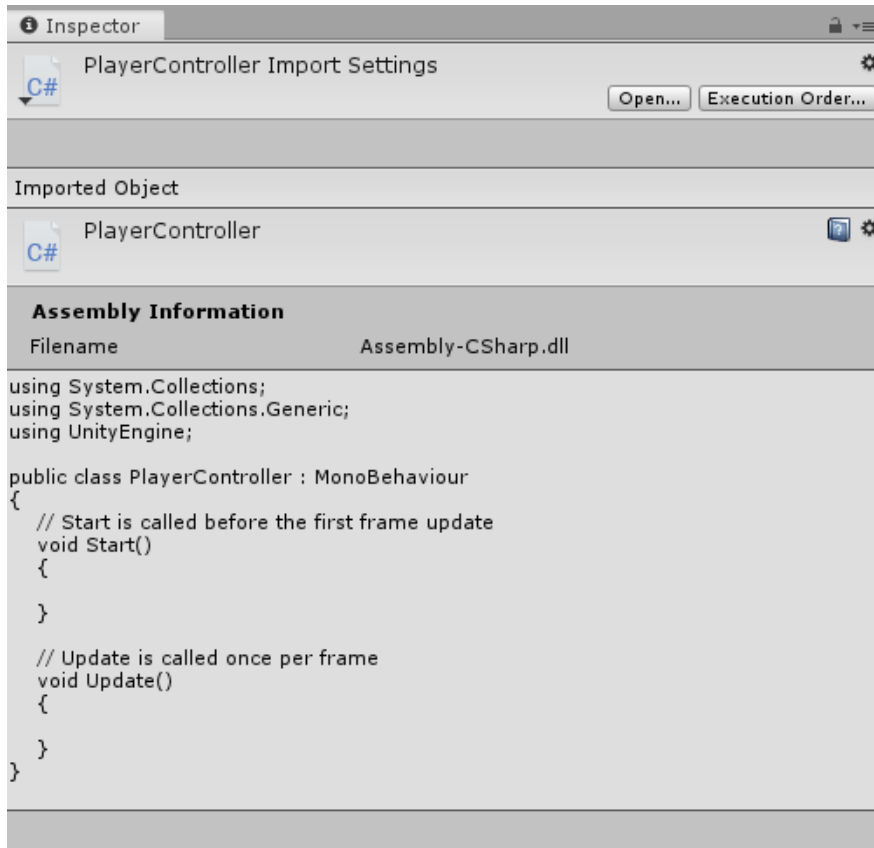 Inspector
PlayerController Import Settings
C#
Open... Execution Order...
Imported Object
PlayerController
C#
Assembly Information
Filename Assembly-CSharp.dll
using System.Collections;
using System.Collections.Generic;
using UnityEngine;

public class PlayerController : MonoBehaviour
{
    // Start is called before the first frame update
    void Start()
    {

    }

    // Update is called once per frame
    void Update()
    {

    }
}